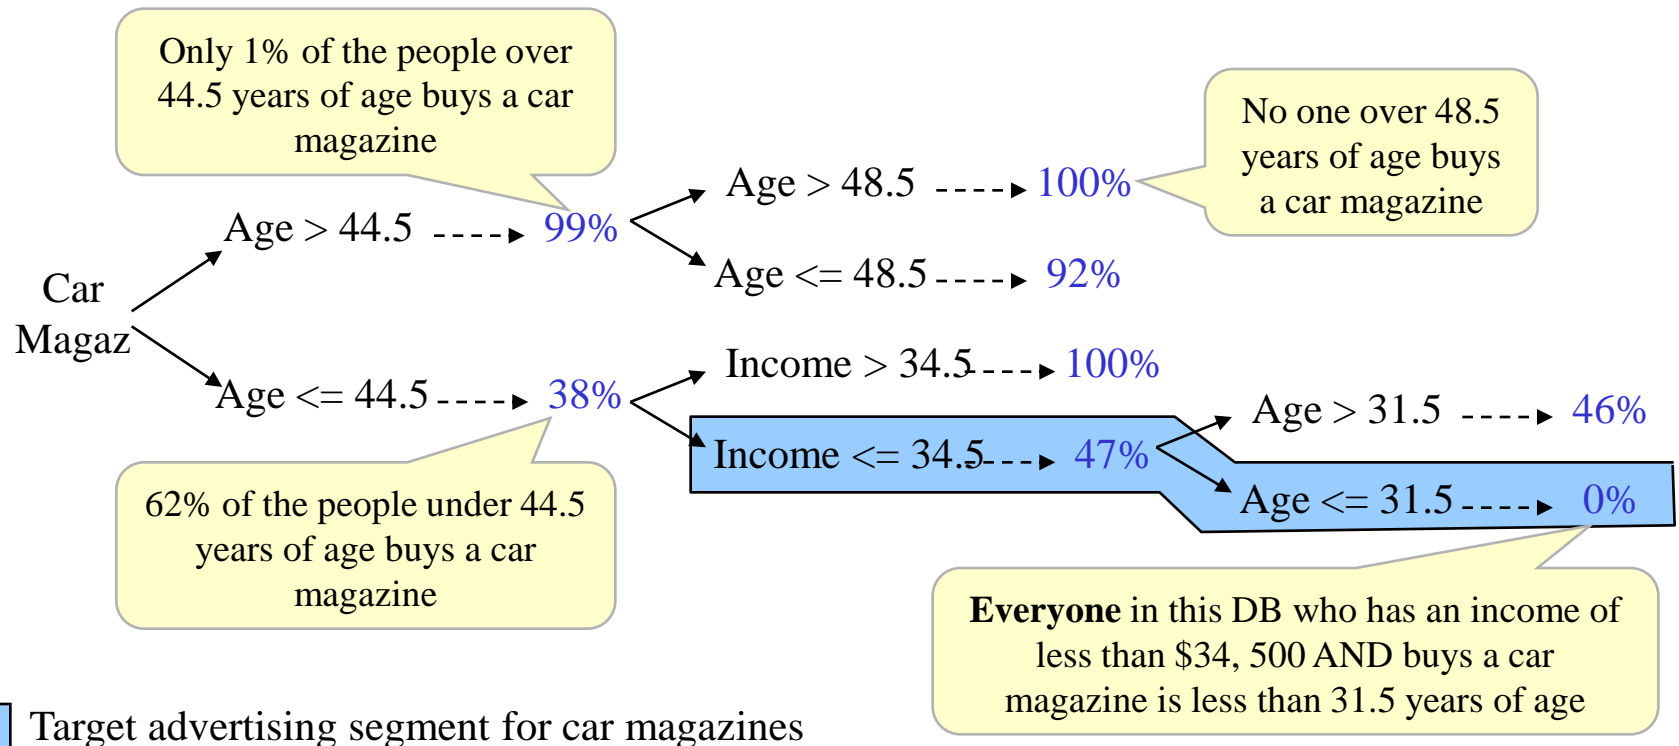 Only 1% of the people over
44.5 years of age buys a car
magazine
No one over 48.5
years of age buys
a car magazine
Age > 48.5 100%
Age > 44.5 99%
Age <= 48.5 92%
Car
Magaz
Income > 34.5 100%
Age <= 44.5 38%
Age > 31.5 46%
Income <= 34.5 47%
Age <= 31.5 0%
62% of the people under 44.5
years of age buys a car
magazine
Everyone in this DB who has an income of
less than $34, 500 AND buys a car
magazine is less than 31.5 years of age
Target advertising segment for car magazines